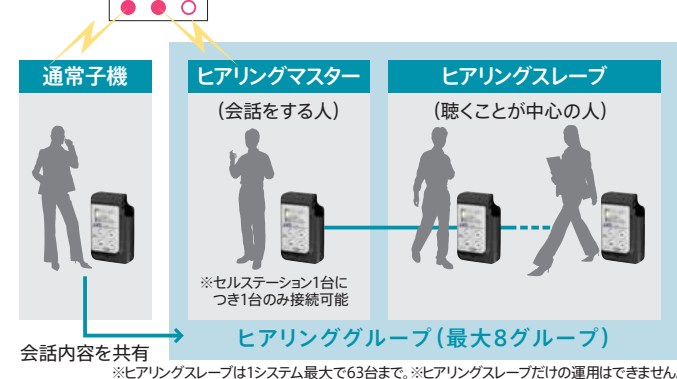 通常子機
ヒアリングマスター
(会話をする人)
ヒアリングスレーブ
(聴くことが中心の人)
※セルステーション1台に
つき1台のみ接続可能
ヒアリンググループ(最大8グループ)
会話内容を共有
※ヒアリングスレーブは1システム最大で63台まで。※ヒアリングスレーブだけの運用はできません。